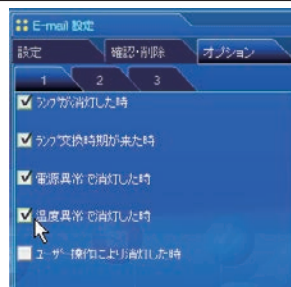 E-mail 設定
設定 確認・削除 オプション
1 2 3
ランプが消灯した時
ランプ交換時期が来た時
電源異常で消灯した時
温度異常で消灯した時
ユーザー操作により消灯した時